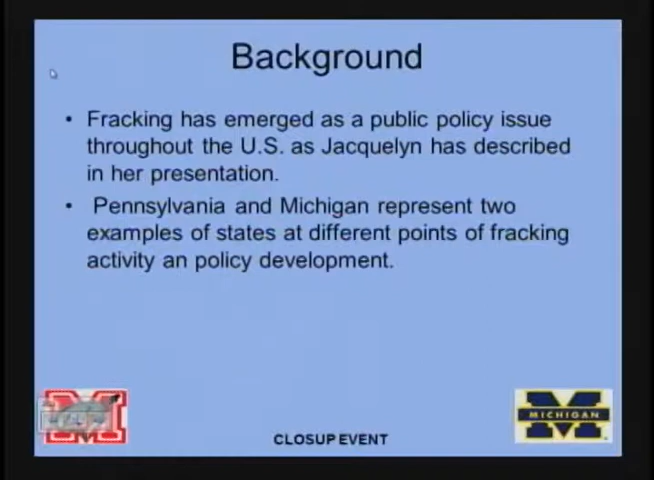 Background
• Fracking has emerged as a public policy issue
throughout the U.S. as Jacquelyn has described
in her presentation.
• Pennsylvania and Michigan represent two
examples of states at different points of fracking
activity an policy development.
M
M
MICHIGAN
CLOSUP EVENT